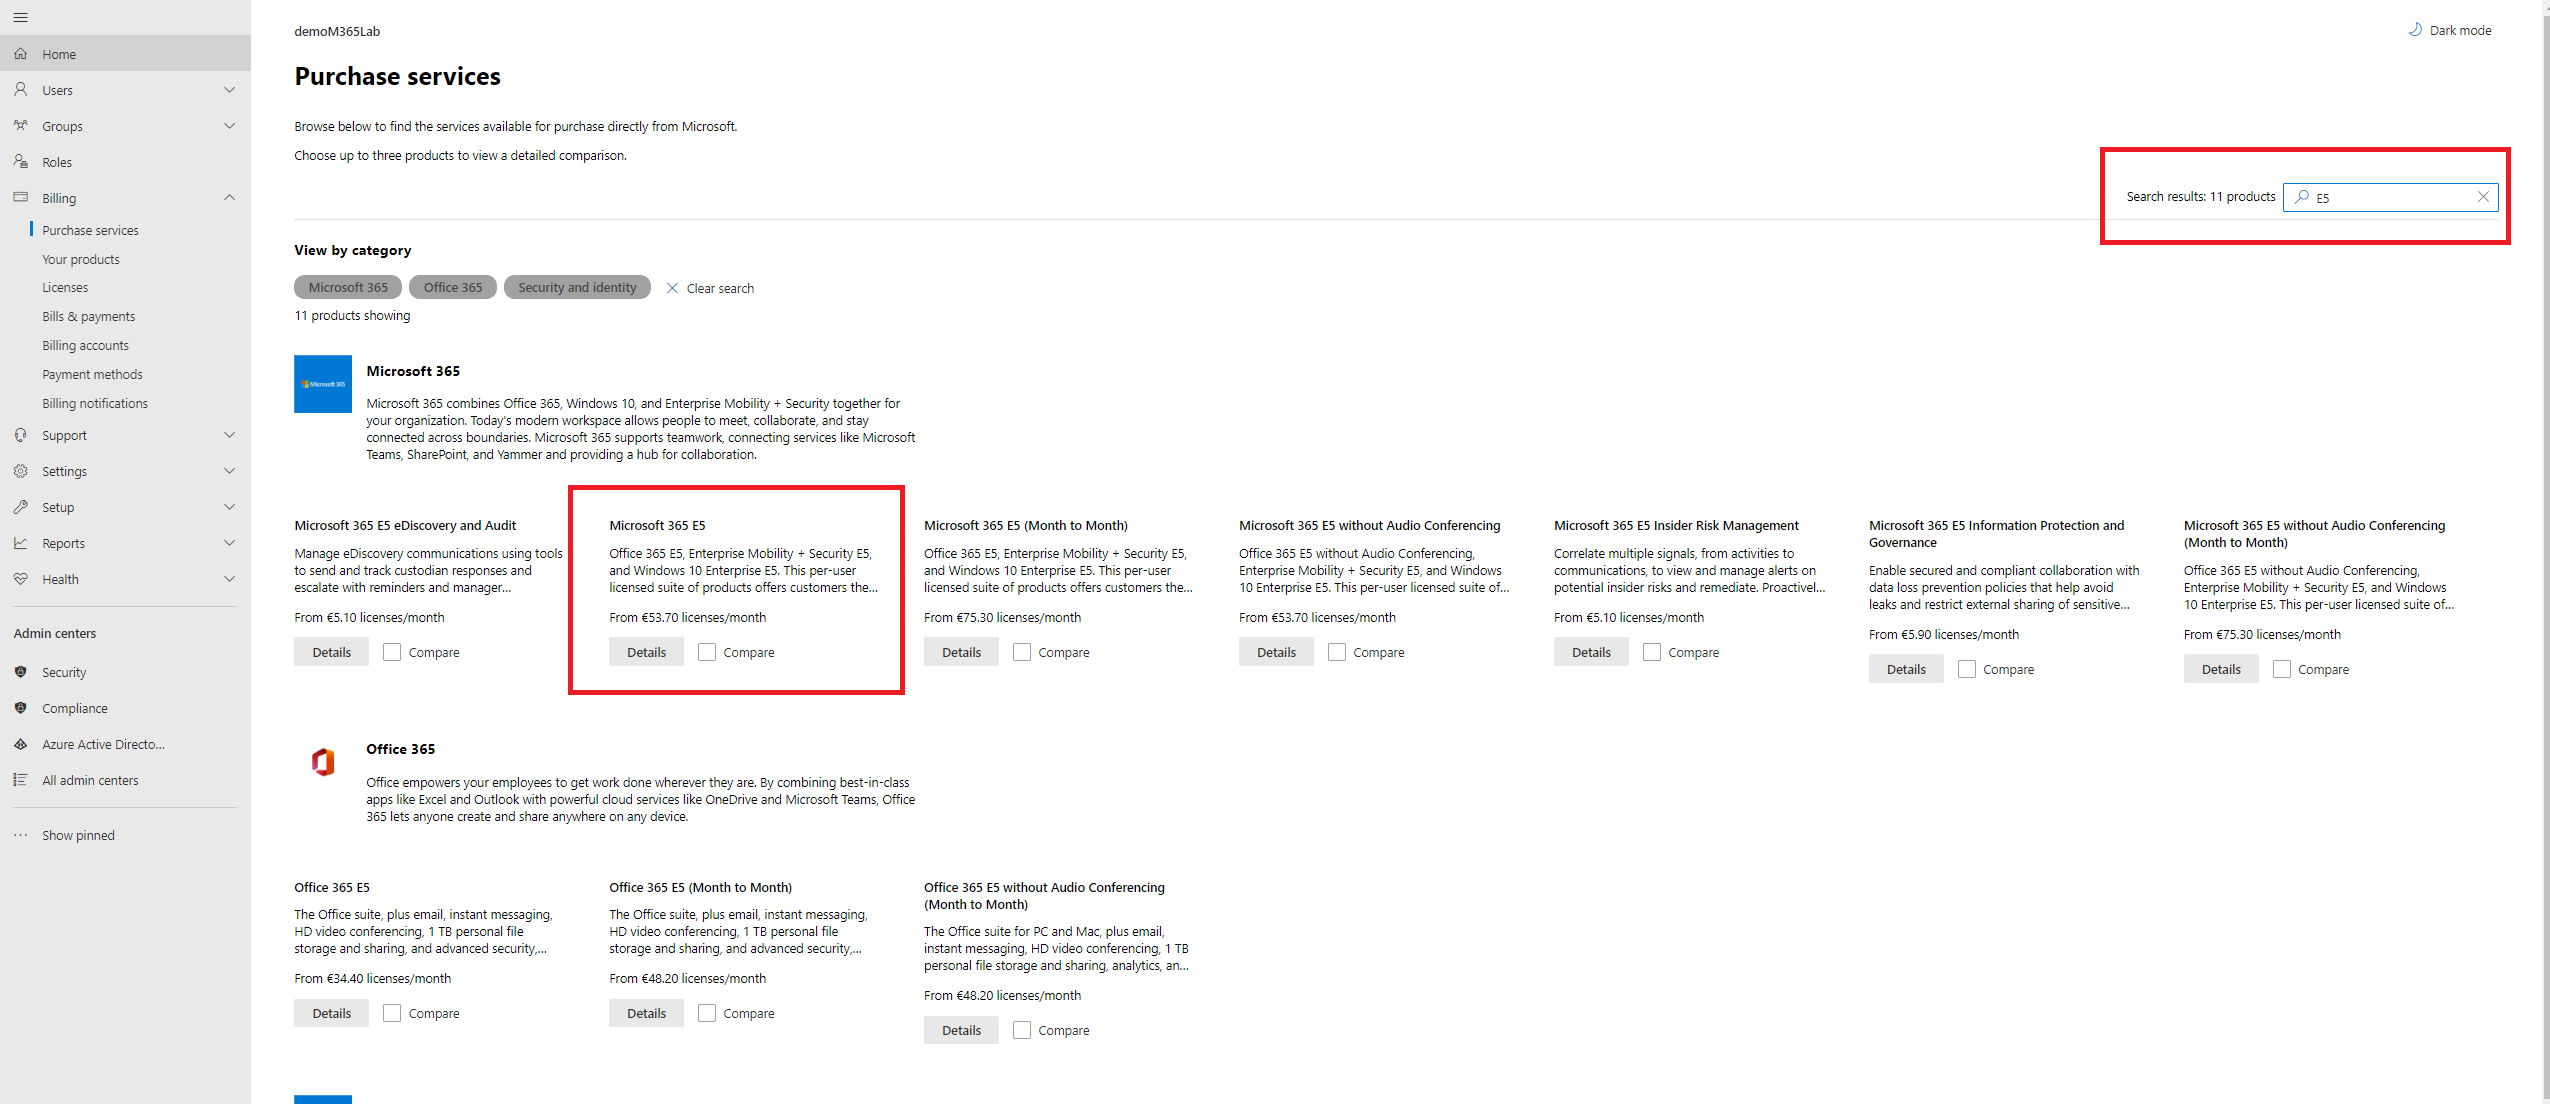 Home
Users
Groups
Roles
Billing
Purchase services
Your products
Licenses
Bills & payments
Billing accounts
Payment methods
Billing notifications
Support
Settings
Setup
Reports
Health
Admin centers
Security
Compliance
Azure Active Directo...
All admin centers
Show pinned
demoM365Lab
Dark mode
Purchase services
Browse below to find the services available for purchase directly from Microsoft.
Choose up to three products to view a detailed comparison.
Search results: 11 products
E5
View by category
Microsoft 365
Office 365
Security and identity
Clear search
11 products showing
Microsoft 365
Microsoft 365
Microsoft 365 combines Office 365, Windows 10, and Enterprise Mobility + Security together for
your organization. Today's modern workspace allows people to meet, collaborate, and stay
connected across boundaries. Microsoft 365 supports teamwork, connecting services like Microsoft
Teams, SharePoint, and Yammer and providing a hub for collaboration.
Microsoft 365 E5 eDiscovery and Audit
Manage eDiscovery communications using tools
to send and track custodian responses and
escalate with reminders and manager...
From €5.10 licenses/month
Details
Compare
Microsoft 365 E5
Office 365 E5, Enterprise Mobility + Security E5,
and Windows 10 Enterprise E5. This per-user
licensed suite of products offers customers the...
From €53.70 licenses/month
Details
Compare
Microsoft 365 E5 (Month to Month)
Office 365 E5, Enterprise Mobility + Security E5,
and Windows 10 Enterprise E5. This per-user
licensed suite of products offers customers the...
From €75.30 licenses/month
Details
Compare
Microsoft 365 E5 without Audio Conferencing
Office 365 E5 without Audio Conferencing,
Enterprise Mobility + Security E5, and Windows
10 Enterprise E5. This per-user licensed suite of...
From €53.70 licenses/month
Details
Compare
Microsoft 365 E5 Insider Risk Management
Correlate multiple signals, from activities to
communications, to view and manage alerts on
potential insider risks and remediate. Proactivel...
From €5.10 licenses/month
Details
Compare
Microsoft 365 E5 Information Protection and
Governance
Enable secured and compliant collaboration with
data loss prevention policies that help avoid
leaks and restrict external sharing of sensitive...
From €5.90 licenses/month
Details
Compare
Microsoft 365 E5 without Audio Conferencing
(Month to Month)
Office 365 E5 without Audio Conferencing,
Enterprise Mobility + Security E5, and Windows
10 Enterprise E5. This per-user licensed suite of...
From €75.30 licenses/month
Details
Compare
Office 365
Office empowers your employees to get work done wherever they are. By combining best-in-class
apps like Excel and Outlook with powerful cloud services like OneDrive and Microsoft Teams, Office
365 lets anyone create and share anywhere on any device.
Office 365 E5
The Office suite, plus email, instant messaging,
HD video conferencing, 1 TB personal file
storage and sharing, and advanced security,...
From €34.40 licenses/month
Details
Compare
Office 365 E5 (Month to Month)
The Office suite, plus email, instant messaging,
HD video conferencing, 1 TB personal file
storage and sharing, and advanced security,...
From €48.20 licenses/month
Details
Compare
Office 365 E5 without Audio Conferencing
(Month to Month)
The Office suite for PC and Mac, plus email,
instant messaging, HD video conferencing, 1 TB
personal file storage and sharing, analytics, an...
From €48.20 licenses/month
Details
Compare